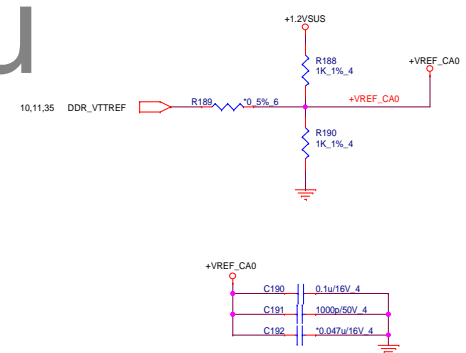 u
+1.2VSUS
R188
1K_1%_4
+VREF_CA0
10,11,35 DDR_VTTREF
R189 *0_5%_6
+VREF_CA0
R190
1K_1%_4
+VREF_CA0
C190 0.1u/16V_4
C191 1000p/50V_4
C192 *0.047u/16V_4